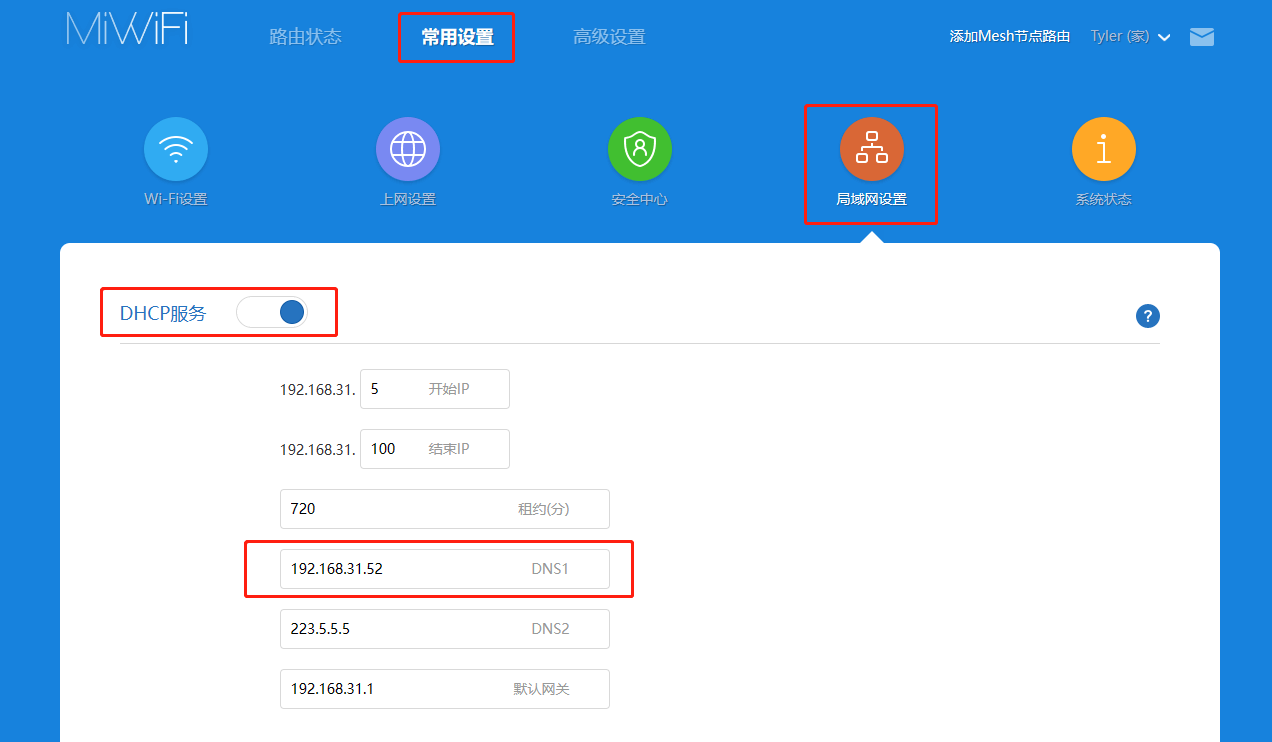 MiWiFi 路由状态 常用设置 高级设置 添加Mesh节点路由 Tyler (家)
Wi-Fi设置 上网设置 安全中心 局域网设置 系统状态
DHCP服务 ?
192.168.31. 5 开始IP
192.168.31. 100 结束IP
720 租约(分)
192.168.31.52 DNS1
223.5.5.5 DNS2
192.168.31.1 默认网关